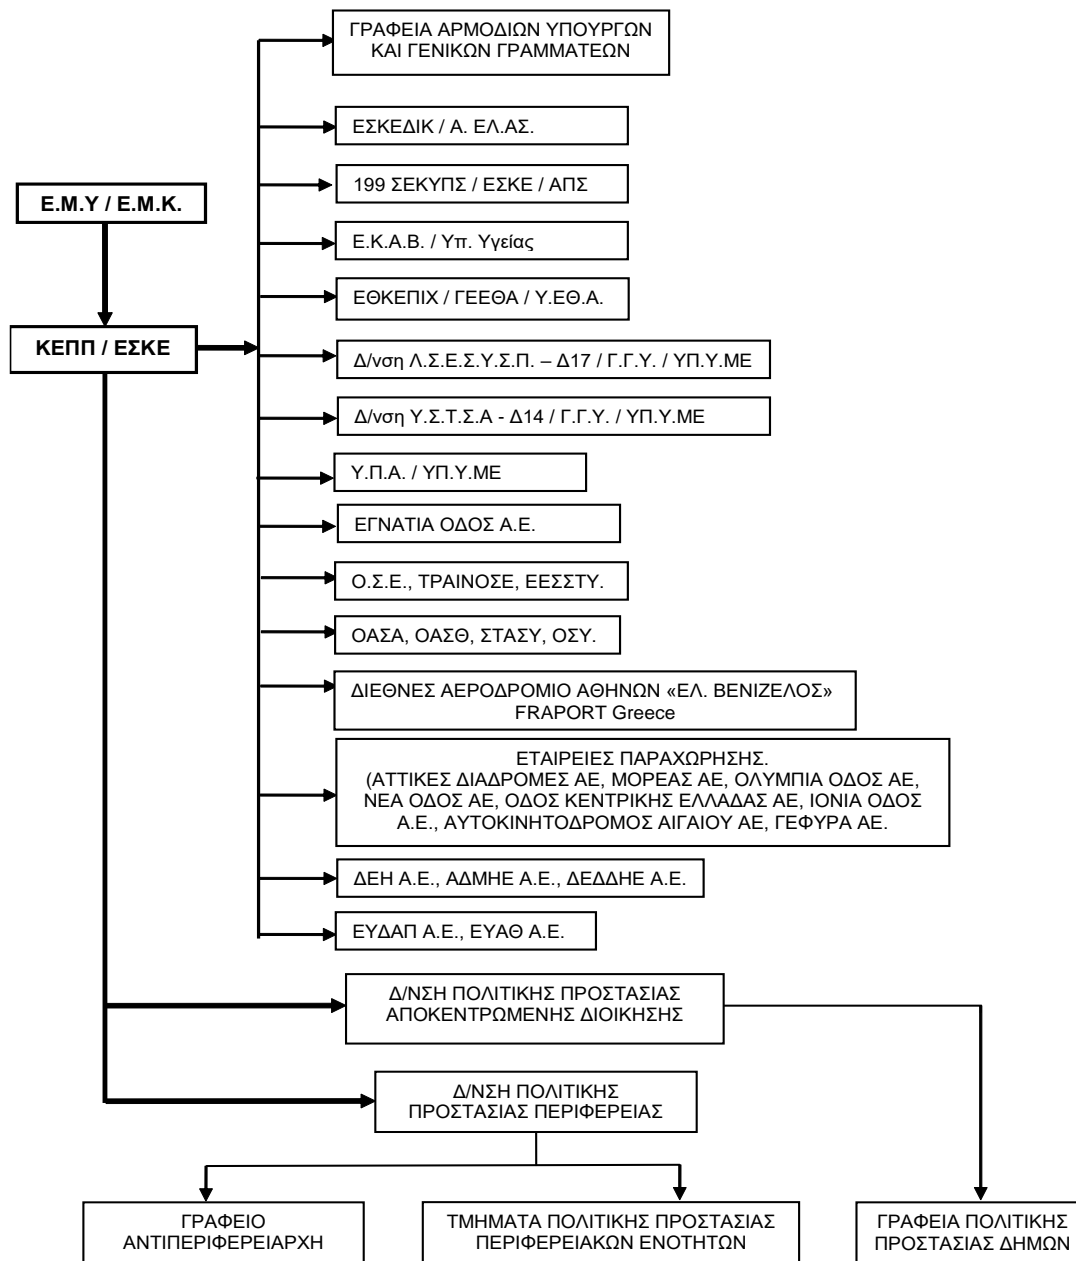 ΓΡΑΦΕΙΑ ΑΡΜΟΔΙΩΝ ΥΠΟΥΡΓΩΝ
ΚΑΙ ΓΕΝΙΚΩΝ ΓΡΑΜΜΑΤΕΩΝ
ΕΣΚΕΔΙΚ / Α. ΕΛ.ΑΣ.
199 ΣΕΚΥΠΣ / ΕΣΚΕ / ΑΠΣ
Ε.Μ.Υ / Ε.Μ.Κ.
Ε.Κ.Α.Β. / Υπ. Υγείας
ΕΘΚΕΠΙΧ / ΓΕΕΘΑ / Υ.ΕΘ.Α.
ΚΕΠΠ / ΕΣΚΕ
Δ/νση Λ.Σ.Ε.Σ.Υ.Σ.Π. – Δ17 / Γ.Γ.Υ. / ΥΠ.Υ.ΜΕ
Δ/νση Υ.Σ.Τ.Σ.Α - Δ14 / Γ.Γ.Υ. / ΥΠ.Υ.ΜΕ
Υ.Π.Α. / ΥΠ.Υ.ΜΕ
ΕΓΝΑΤΙΑ ΟΔΟΣ Α.Ε.
Ο.Σ.Ε., ΤΡΑΙΝΟΣΕ, ΕΕΣΣΤΥ.
ΟΑΣΑ, ΟΑΣΘ, ΣΤΑΣΥ, ΟΣΥ.
ΔΙΕΘΝΕΣ ΑΕΡΟΔΡΟΜΙΟ ΑΘΗΝΩΝ «ΕΛ. ΒΕΝΙΖΕΛΟΣ»
FRAPORT Greece
ΕΤΑΙΡΕΙΕΣ ΠΑΡΑΧΩΡΗΣΗΣ.
(ΑΤΤΙΚΕΣ ΔΙΑΔΡΟΜΕΣ ΑΕ, ΜΟΡΕΑΣ ΑΕ, ΟΛΥΜΠΙΑ ΟΔΟΣ ΑΕ,
ΝΕΑ ΟΔΟΣ ΑΕ, ΟΔΟΣ ΚΕΝΤΡΙΚΗΣ ΕΛΛΑΔΑΣ ΑΕ, ΙΟΝΙΑ ΟΔΟΣ
Α.Ε., ΑΥΤΟΚΙΝΗΤΟΔΡΟΜΟΣ ΑΙΓΑΙΟΥ ΑΕ, ΓΕΦΥΡΑ ΑΕ.
ΔΕΗ Α.Ε., ΑΔΜΗΕ Α.Ε., ΔΕΔΔΗΕ Α.Ε.
ΕΥΔΑΠ Α.Ε., ΕΥΑΘ Α.Ε.
Δ/ΝΣΗ ΠΟΛΙΤΙΚΗΣ ΠΡΟΣΤΑΣΙΑΣ
ΑΠΟΚΕΝΤΡΩΜΕΝΗΣ ΔΙΟΙΚΗΣΗΣ
Δ/ΝΣΗ ΠΟΛΙΤΙΚΗΣ
ΠΡΟΣΤΑΣΙΑΣ ΠΕΡΙΦΕΡΕΙΑΣ
ΓΡΑΦΕΙΟ
ΑΝΤΙΠΕΡΙΦΕΡΕΙΑΡΧΗ
ΤΜΗΜΑΤΑ ΠΟΛΙΤΙΚΗΣ ΠΡΟΣΤΑΣΙΑΣ
ΠΕΡΙΦΕΡΕΙΑΚΩΝ ΕΝΟΤΗΤΩΝ
ΓΡΑΦΕΙΑ ΠΟΛΙΤΙΚΗΣ
ΠΡΟΣΤΑΣΙΑΣ ΔΗΜΩΝ